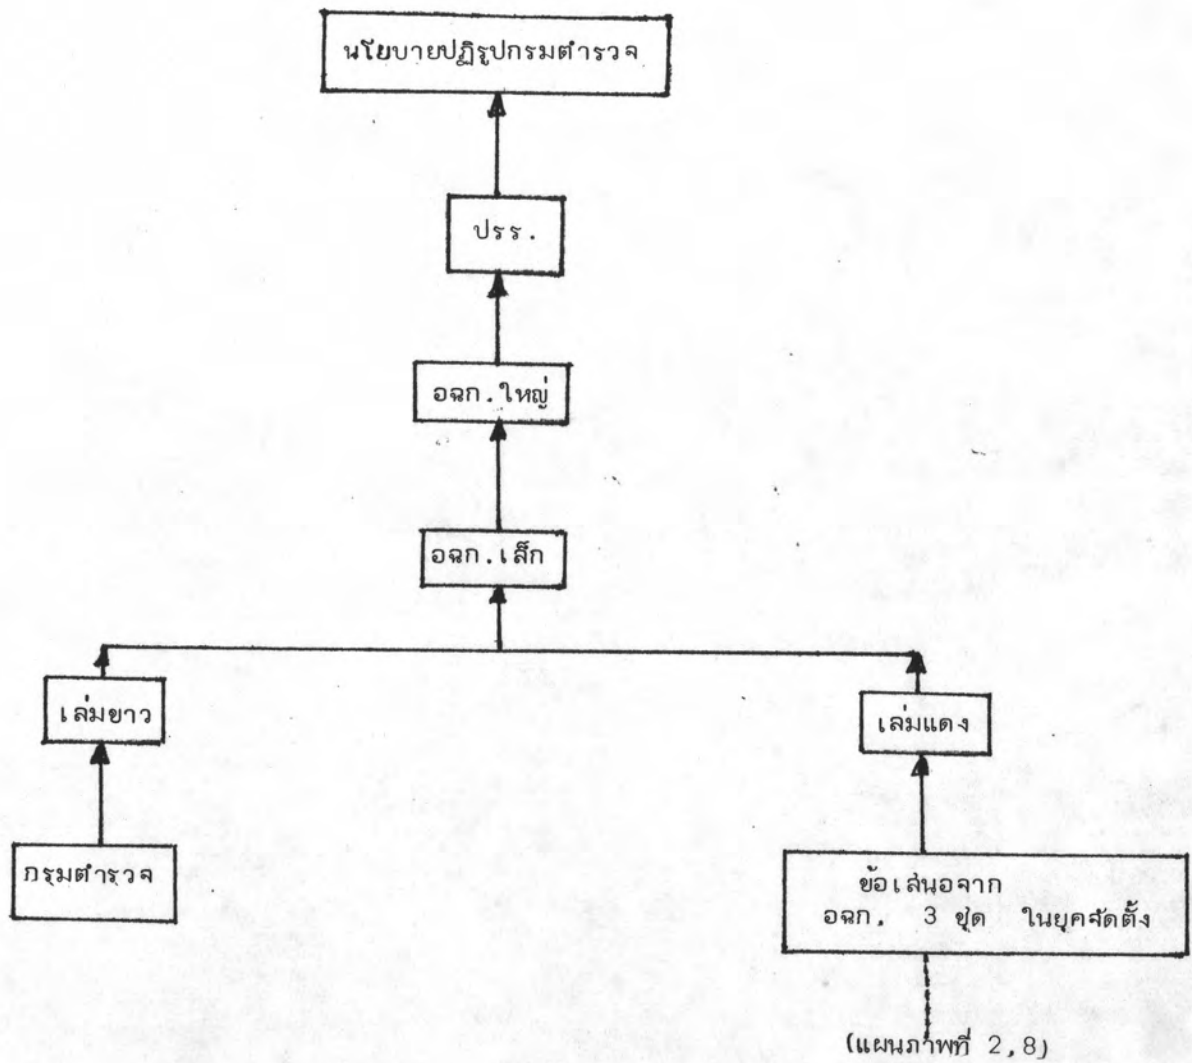 นโยบายปฏิรูปกรมตำรวจ
ปรร.
อฉก.ใหญ่
อฉก.เล็ก
เล่มขาว
เล่มแดง
กรมตำรวจ
ข้อเสนอจาก
อฉก. 3 ชุด ในยุคจัดตั้ง
(แผนภาพที่ 2,8)